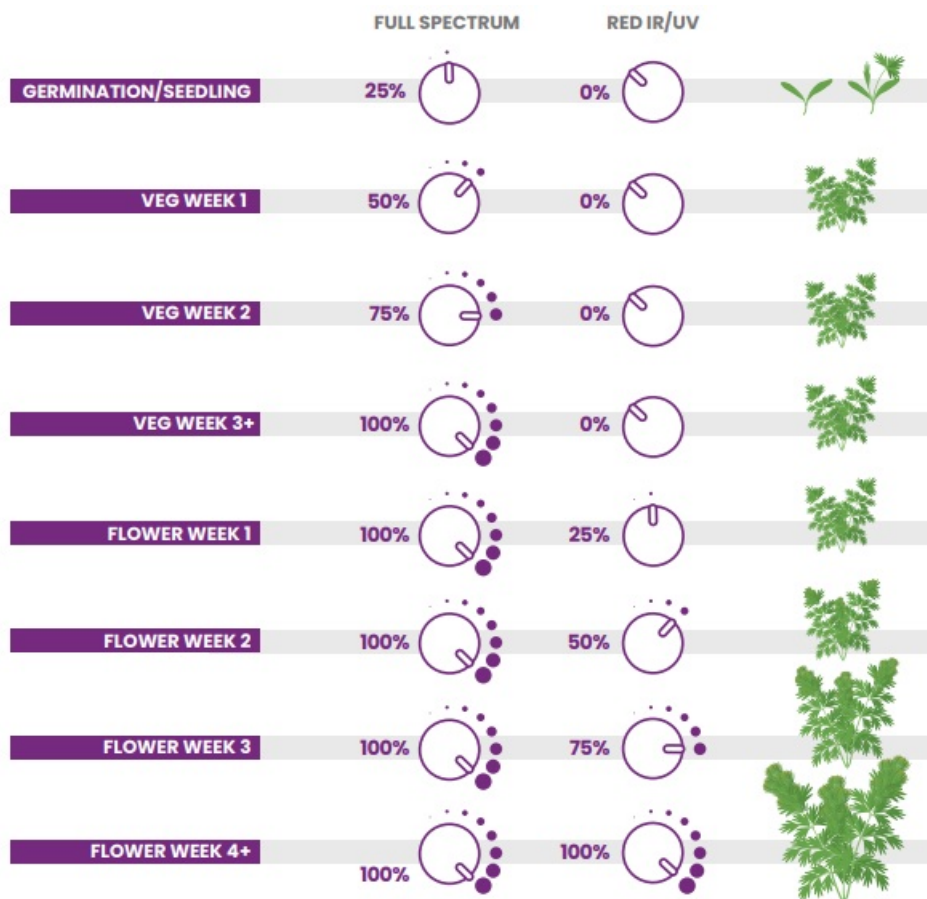 FULL SPECTRUM RED IR/UV
GERMINATION/SEEDLING 25% 0%
VEG WEEK 1 50% 0%
VEG WEEK 2 75% 0%
VEG WEEK 3+ 100% 0%
FLOWER WEEK 1 100% 25%
FLOWER WEEK 2 100% 50%
FLOWER WEEK 3 100% 75%
FLOWER WEEK 4+ 100% 100%